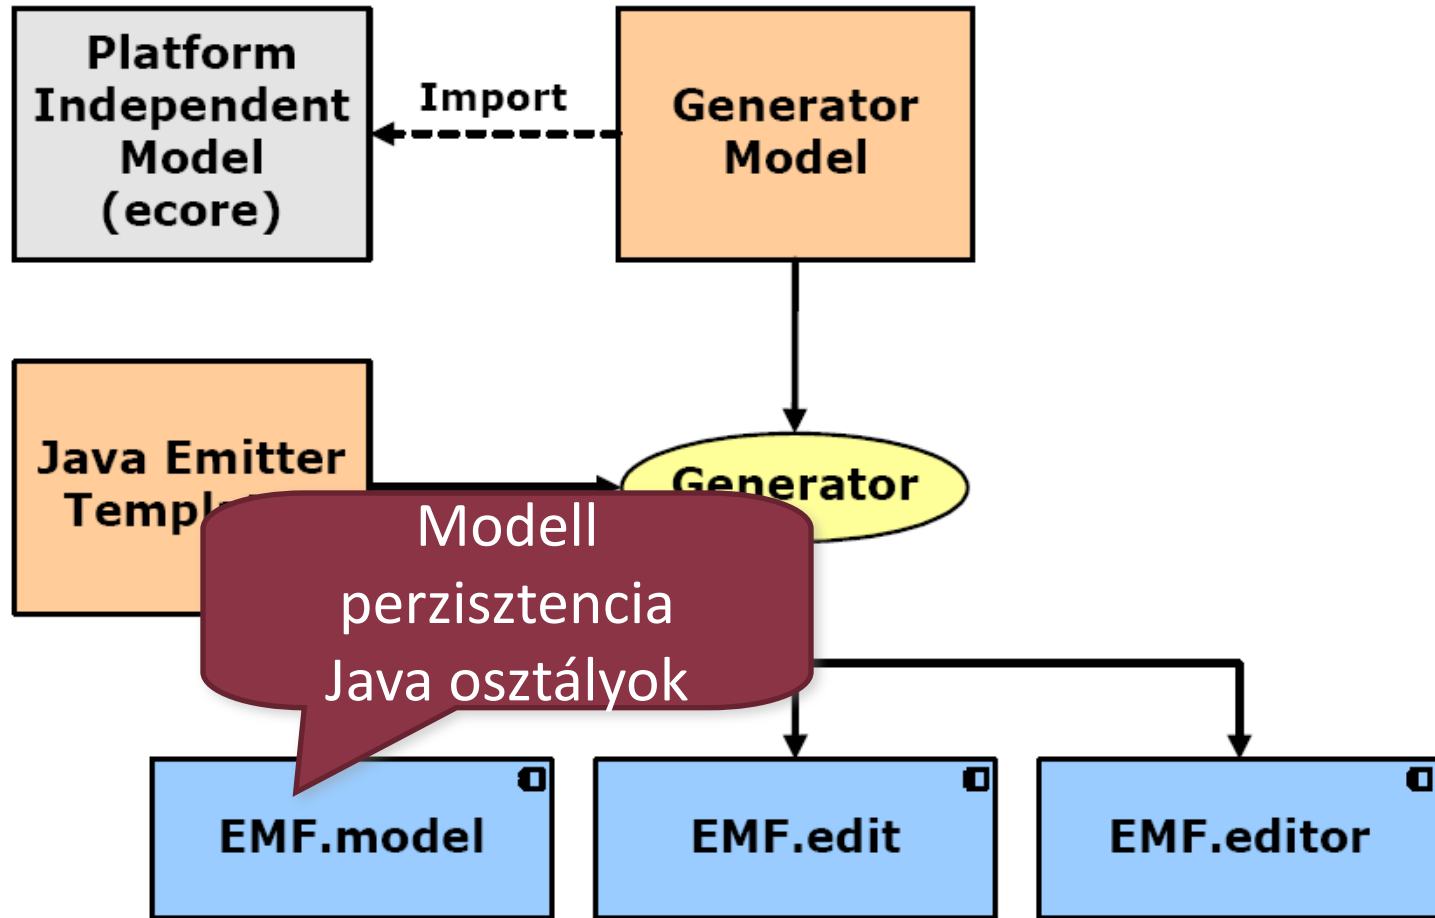 Platform
Independent
Model
(ecore)
Import
Generator
Model
Java Emitter
Generator
Modell
perzisztencia
Java osztályok
EMF.model
EMF.edit
EMF.editor